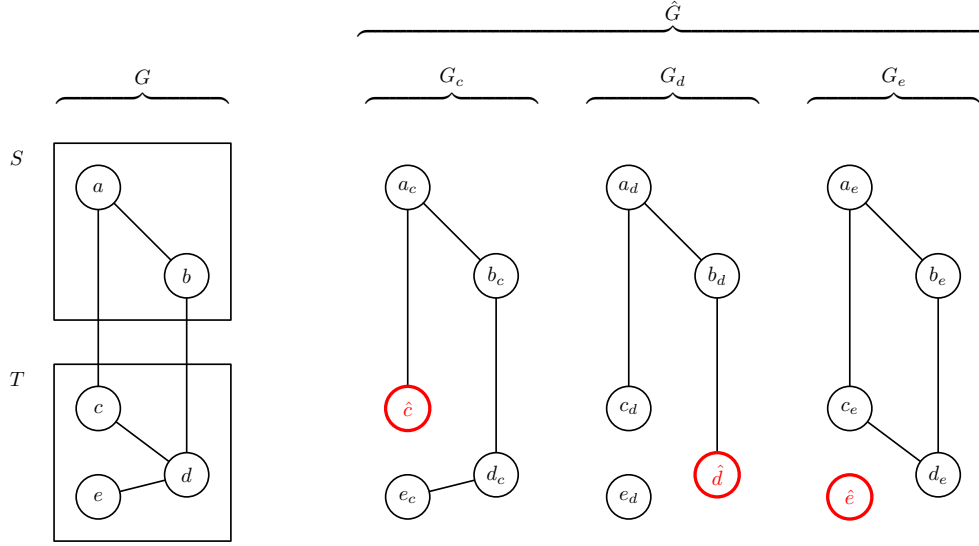 Ĝ
G G_c G_d G_e
S
a a_c a_d a_e
b b_c b_d b_e
T
c ĉ c_d c_e
d d_c d̂ d_e
e e_c e_d ê